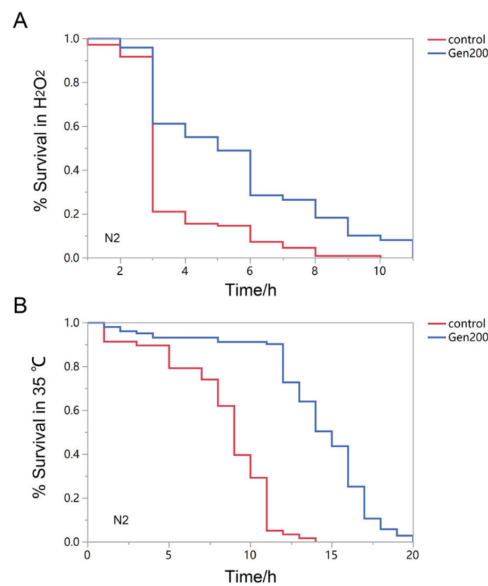 A
control
Gen200
% Survival in H₂O₂
1.0
0.8
0.6
0.4
0.2
0.0
N2
2 4 6 8 10
Time/h
B
control
Gen200
% Survival in 35 ℃
1.0
0.8
0.6
0.4
0.2
0.0
N2
0 5 10 15 20
Time/h